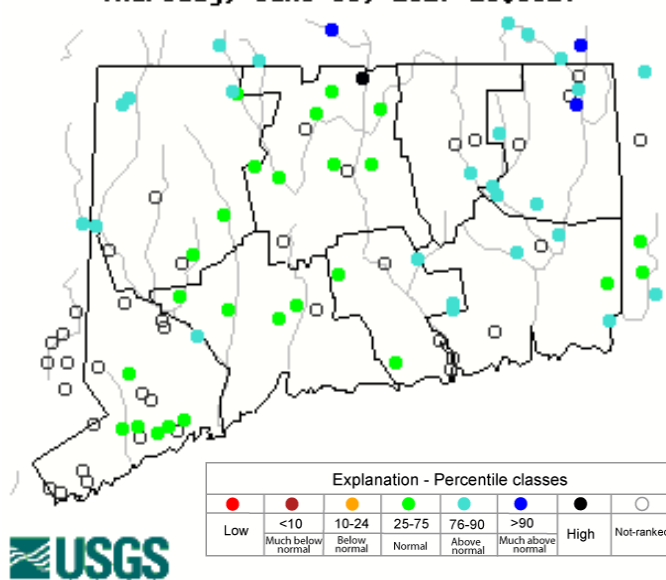 Explanation - Percentile classes
Low <10 10-24 25-75 76-90 >90 High Not-ranked
Much below normal Below normal Normal Above normal Much above normal
USGS